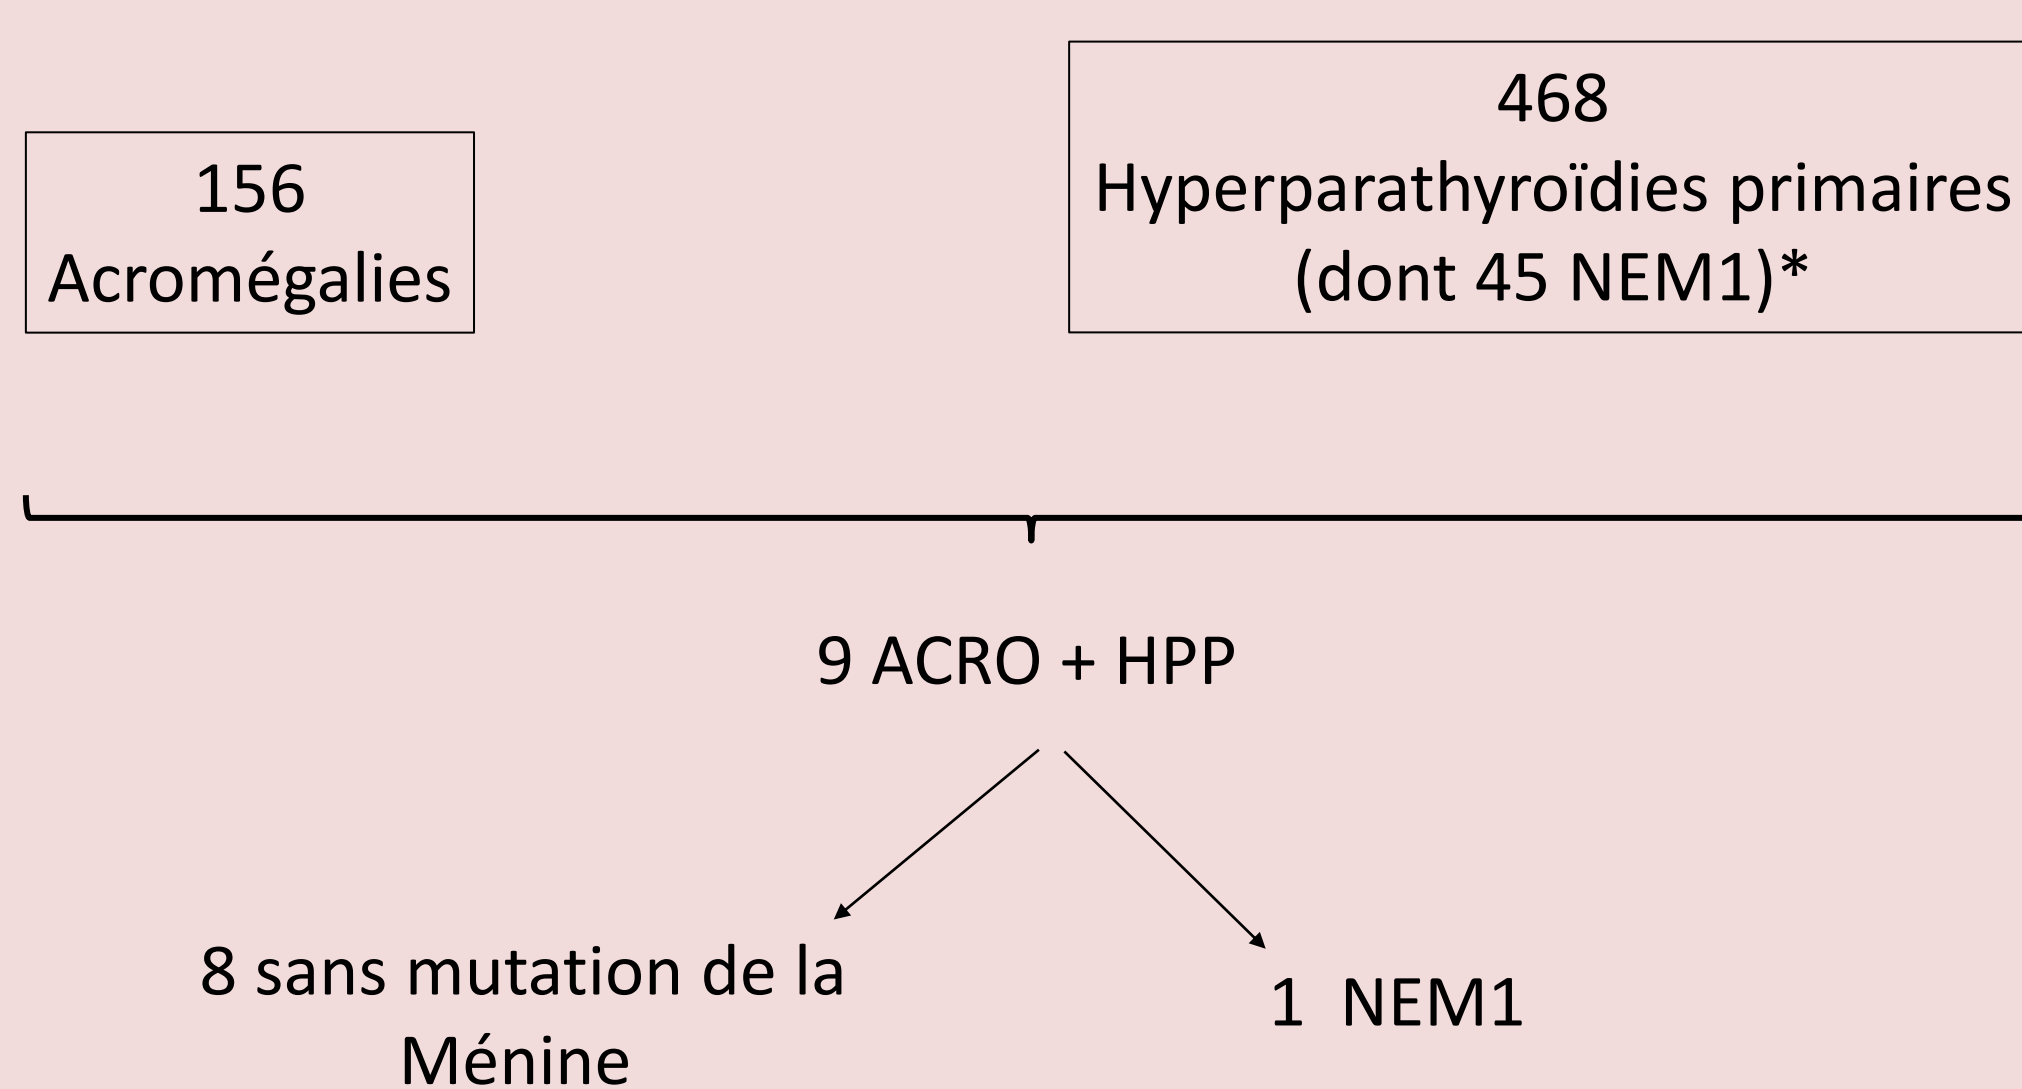 156
Acromégalies
468
Hyperparathyroïdies primaires
(dont 45 NEM1)*
9 ACRO + HPP
8 sans mutation de la
Ménine
1 NEM1